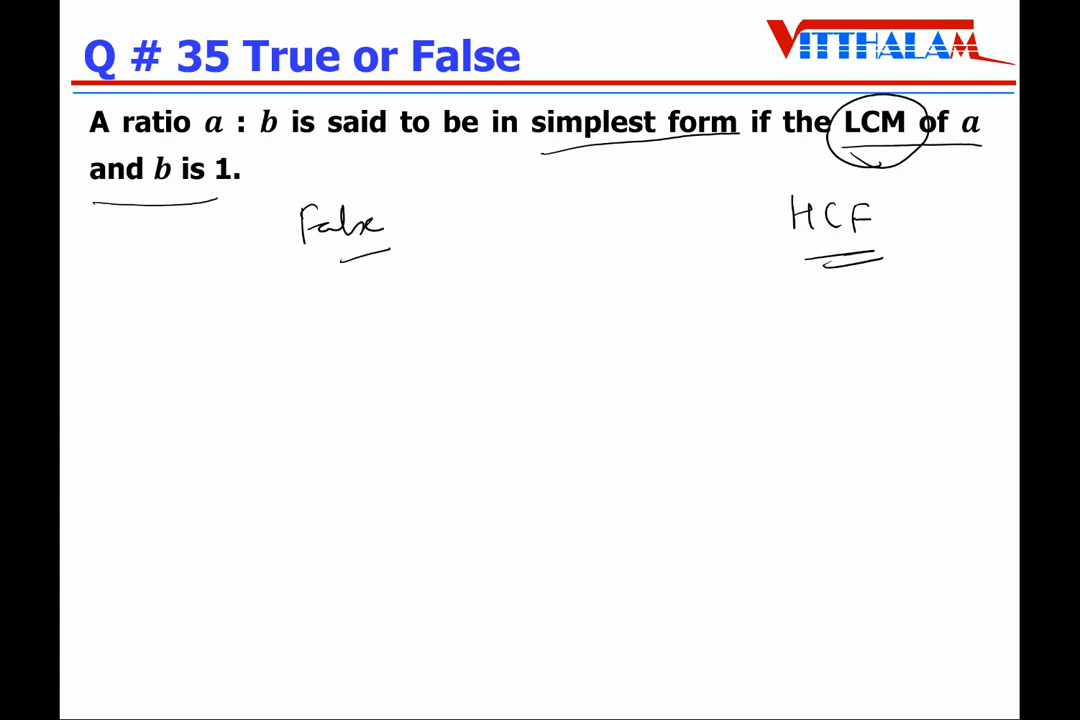 Q # 35 True or False
VITTHALAM
A ratio a : b is said to be in simplest form if the LCM of a
and b is 1.
False
HCF